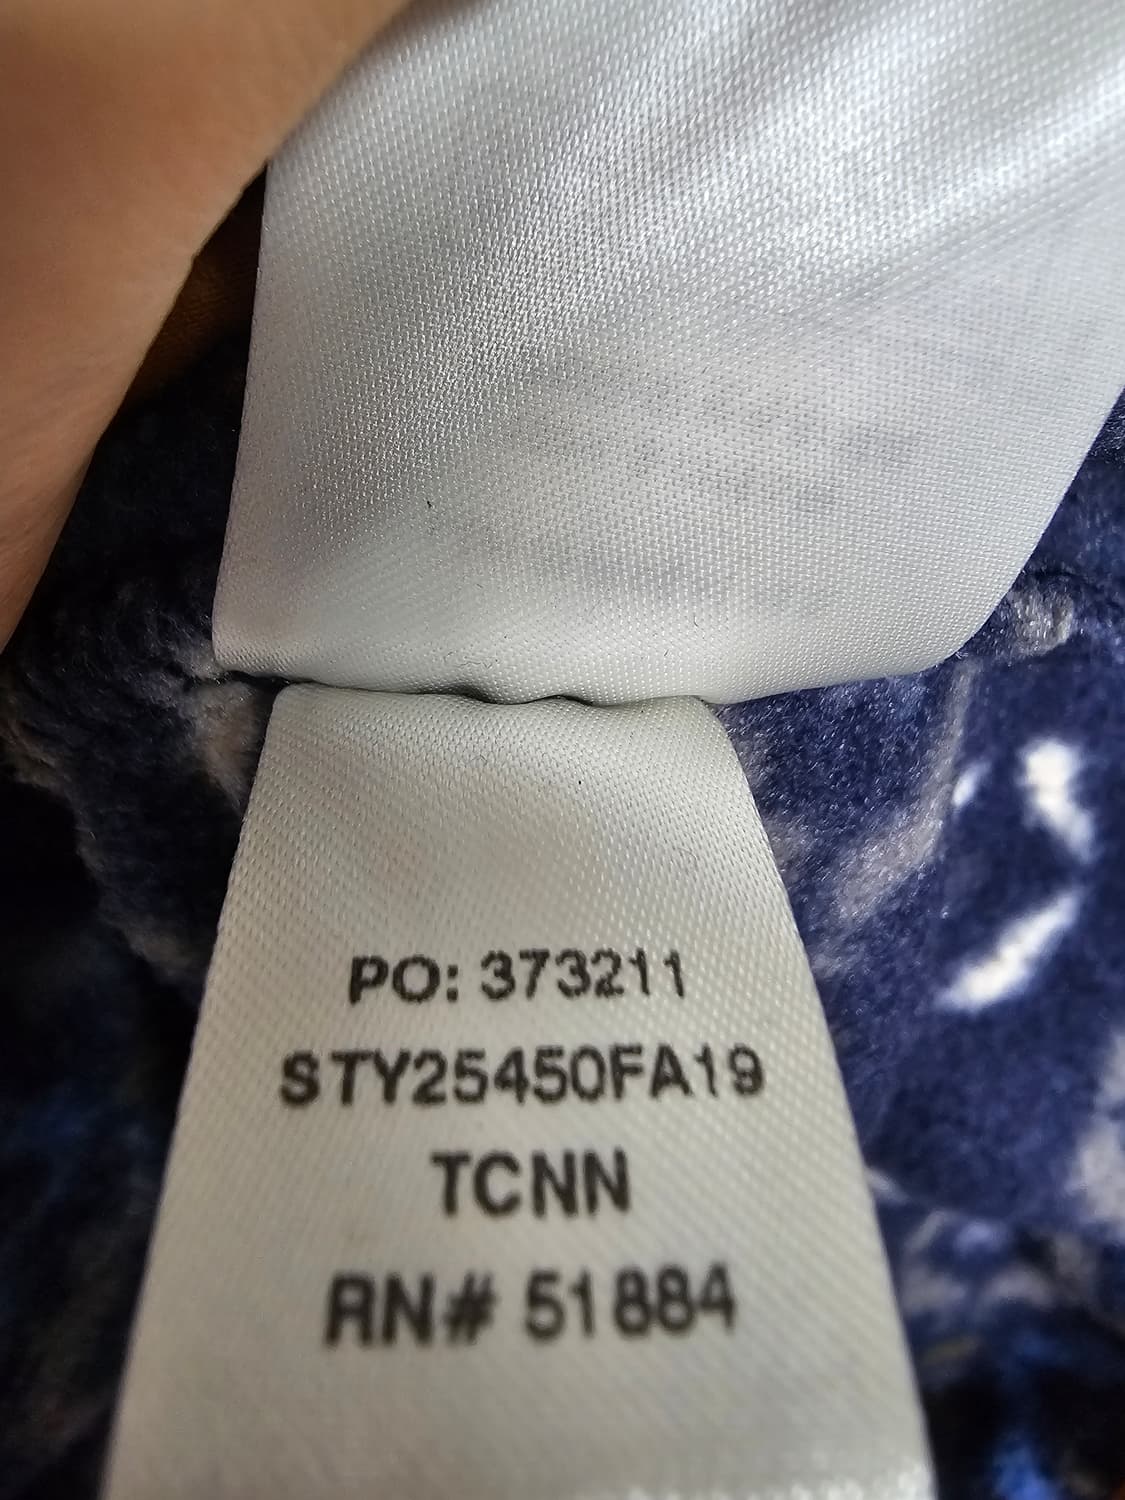 PO: 373211
STY25450FA19
TCNN
RN# 51884